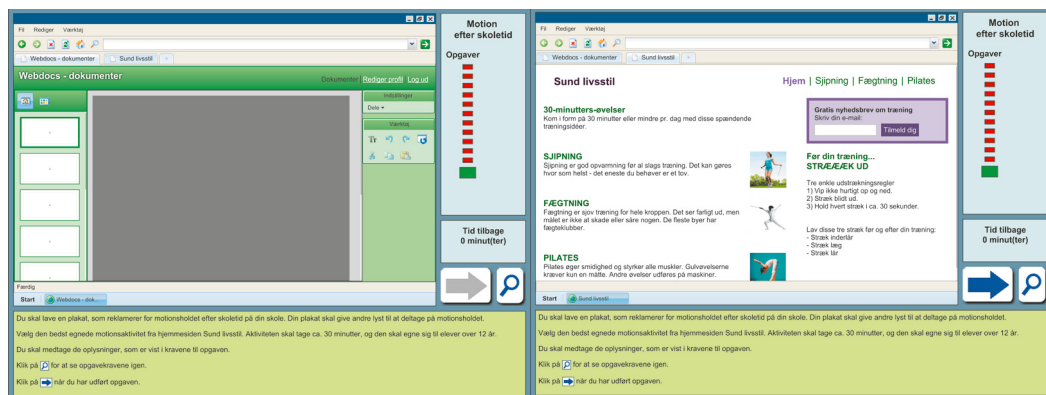 Fil Rediger Værktøj
Webdocs - dokumenter Sund livsstil
Webdocs - dokumenter
Dokumenter | Rediger profil Log ud
Indstillinger
Dele
Værktøj
Færdig
Start Webdocs - dok...
Motion
efter skoletid
Opgaver
Tid tilbage
0 minut(ter)
Du skal lave en plakat, som reklamerer for motionsholdet efter skoletid på din skole. Din plakat skal give andre lyst til at deltage på motionsholdet.
Vælg den bedst egnede motionsaktivitet fra hjemmesiden Sund livsstil. Aktiviteten skal tage ca. 30 minutter, og den skal egne sig til elever over 12 år.
Du skal medtage de oplysninger, som er vist i kravene til opgaven.
Klik på for at se opgavekravene igen.
Klik på når du har udført opgaven.
Fil Rediger Værktøj
Webdocs - dokumenter Sund livsstil
Sund livsstil
Hjem | Sjipning | Fægtning | Pilates
30-minutters-øvelser
Kom i form på 30 minutter eller mindre pr. dag med disse spændende
træningsidéer.
SJIPNING
Sjipning er god opvarmning før al slags træning. Det kan gøres
hvor som helst - det eneste du behøver er et tov.
FÆGTNING
Fægtning er sjov træning for hele kroppen. Det ser farligt ud, men
målet er ikke at skade eller såre nogen. De fleste byer har
fægteklubber.
PILATES
Pilates øger smidighed og styrker alle muskler. Gulvøvelserne
kræver kun en måtte. Andre øvelser udføres på maskiner.
Gratis nyhedsbrev om træning
Skriv din e-mail:
Tilmeld dig
Før din træning...
STRÆÆÆÆK UD
Tre enkle udstrækningsregler
1) Vip ikke hurtigt op og ned.
2) Stræk blidt ud.
3) Hold hvert stræk i ca. 30 sekunder.
Lav disse tre stræk før og efter din træning:
- Stræk inderlår
- Stræk læg
- Stræk lår
Start Sund livsstil
Motion
efter skoletid
Opgaver
Tid tilbage
0 minut(ter)
Du skal lave en plakat, som reklamerer for motionsholdet efter skoletid på din skole. Din plakat skal give andre lyst til at deltage på motionsholdet.
Vælg den bedst egnede motionsaktivitet fra hjemmesiden Sund livsstil. Aktiviteten skal tage ca. 30 minutter, og den skal egne sig til elever over 12 år.
Du skal medtage de oplysninger, som er vist i kravene til opgaven.
Klik på for at se opgavekravene igen.
Klik på når du har udført opgaven.